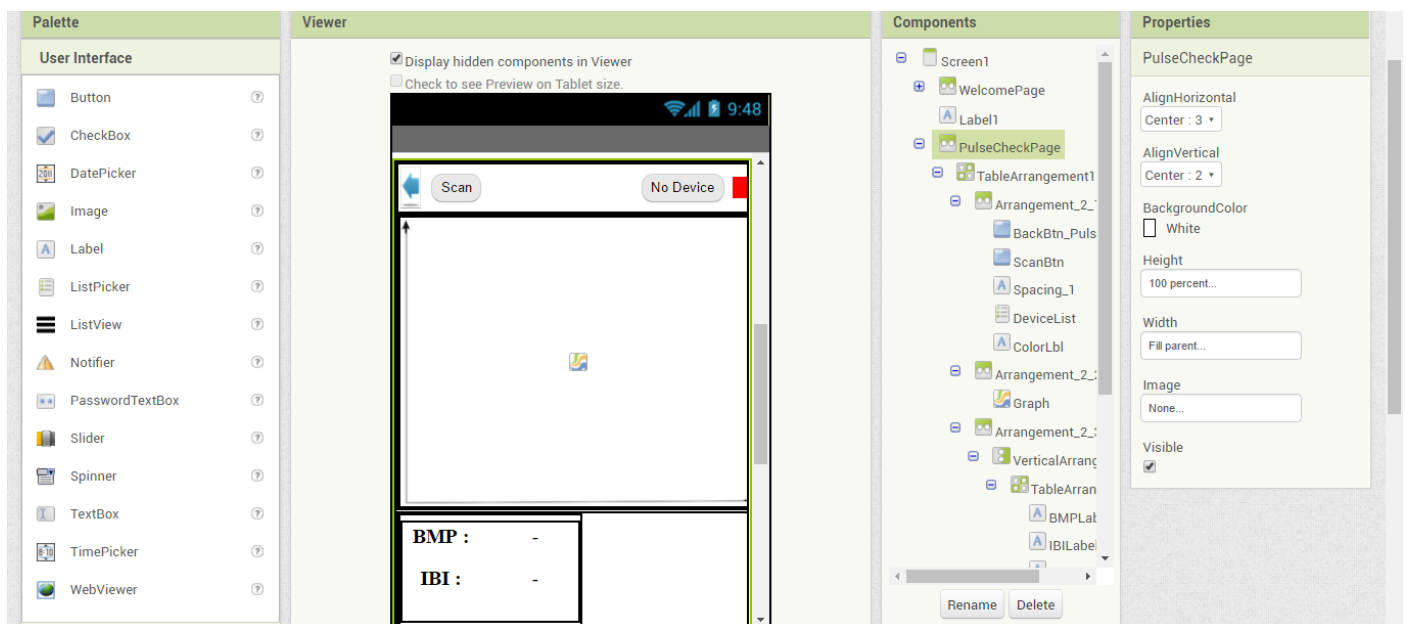 Palette
User Interface
Button
CheckBox
DatePicker
Image
Label
ListPicker
ListView
Notifier
PasswordTextBox
Slider
Spinner
TextBox
TimePicker
WebViewer
Viewer
Display hidden components in Viewer
Check to see Preview on Tablet size.
9:48
Scan
No Device
BMP : -
IBI : -
Components
Screen1
WelcomePage
Label1
PulseCheckPage
TableArrangement1
Arrangement_2_
BackBtn_Puls
ScanBtn
Spacing_1
DeviceList
ColorLbl
Arrangement_2_
Graph
Arrangement_2_
VerticalArrang
TableArran
BMPLab
IBILabel
Rename Delete
Properties
PulseCheckPage
AlignHorizontal
Center : 3
AlignVertical
Center : 2
BackgroundColor
White
Height
100 percent...
Width
Fill parent...
Image
None...
Visible